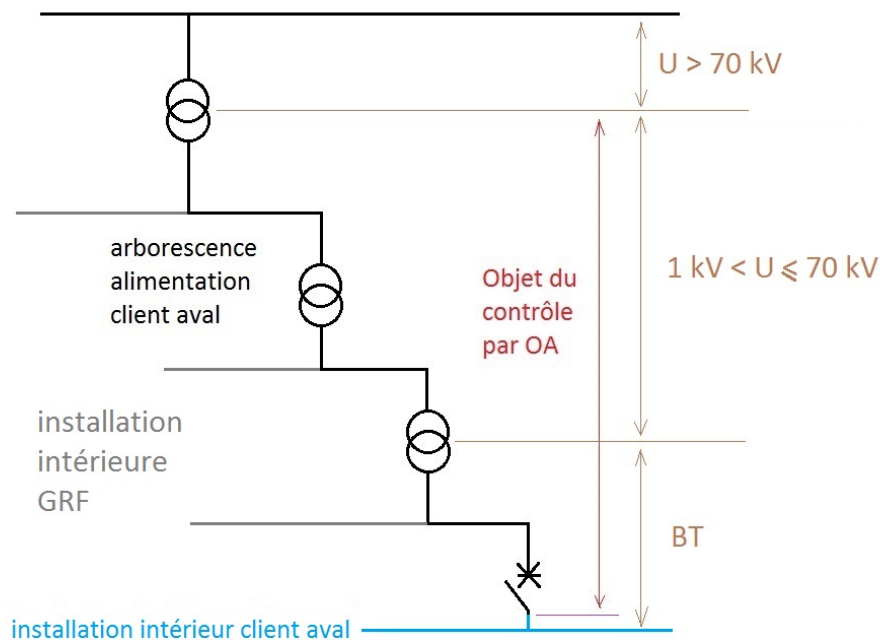 U > 70 kV
arborescence
alimentation
client aval
Objet du
contrôle
par OA
1 kV < U ⩽ 70 kV
installation
intérieure
GRF
BT
installation intérieur client aval